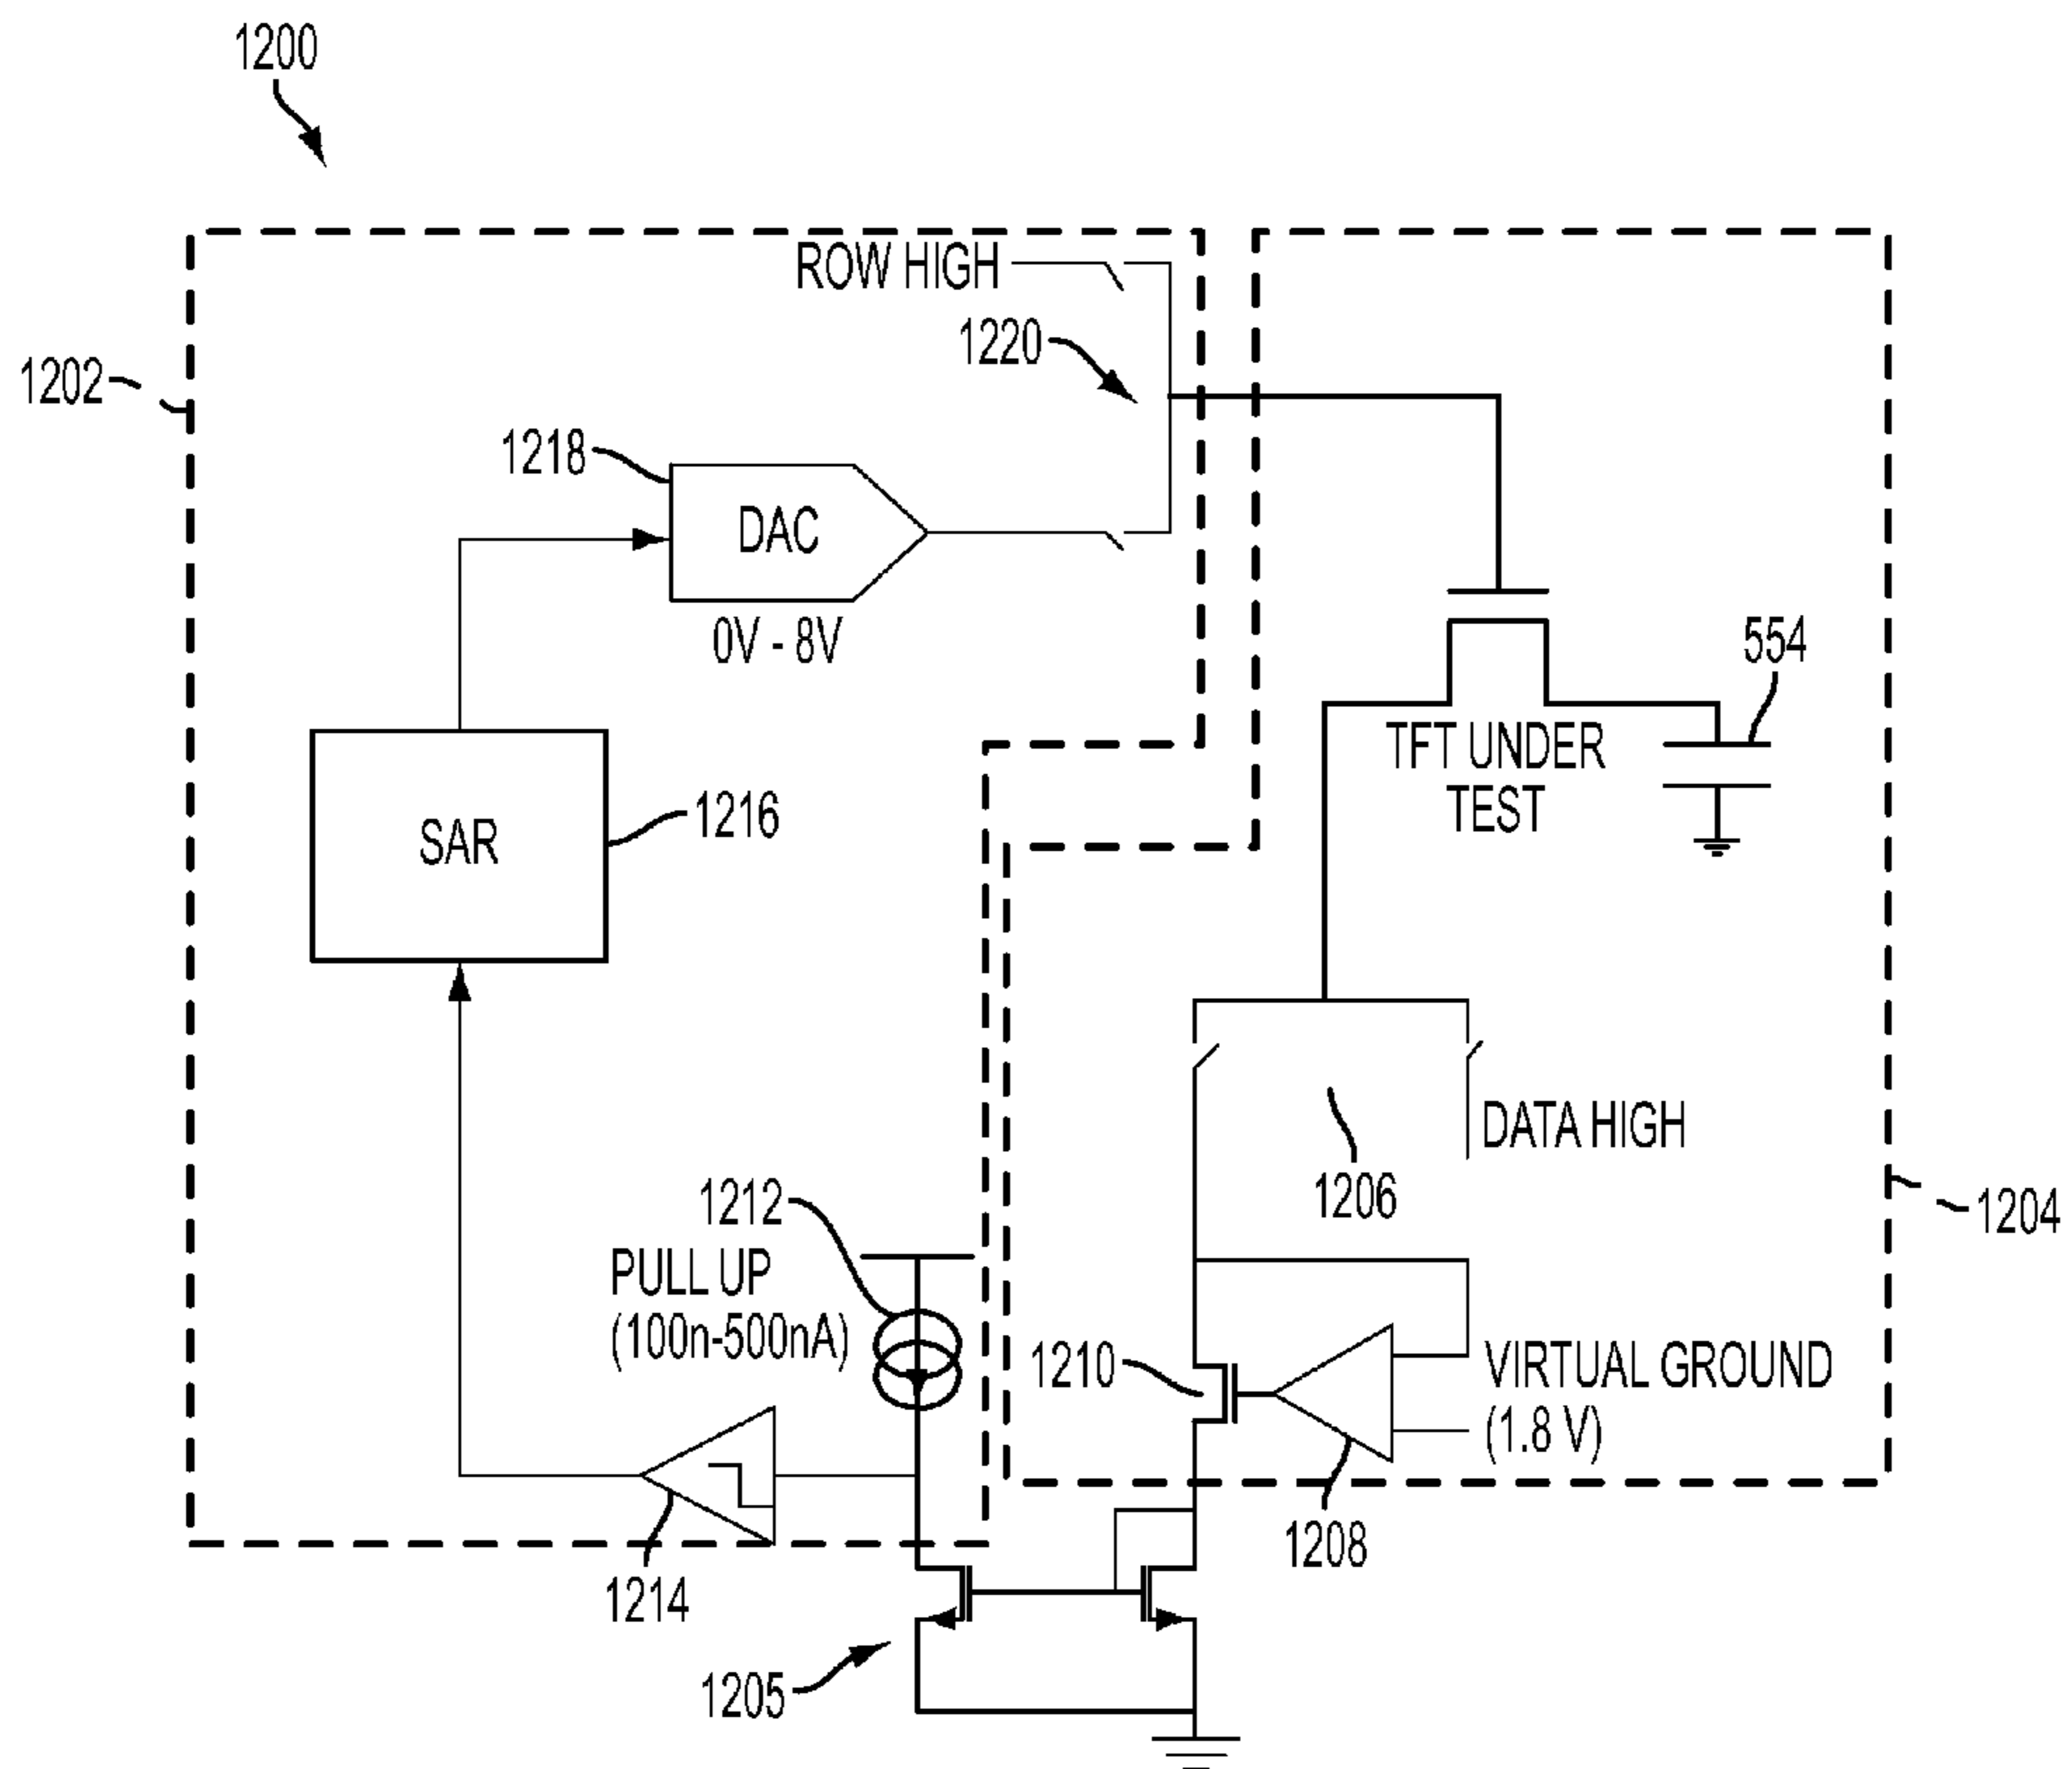 1200
ROW HIGH
1220
1202
1218
DAC
0V - 8V
554
TFT UNDER
TEST
SAR
1216
DATA HIGH
1206
1204
1212
PULL UP
(100n-500nA)
1210
VIRTUAL GROUND
(1.8 V)
1208
1214
1205